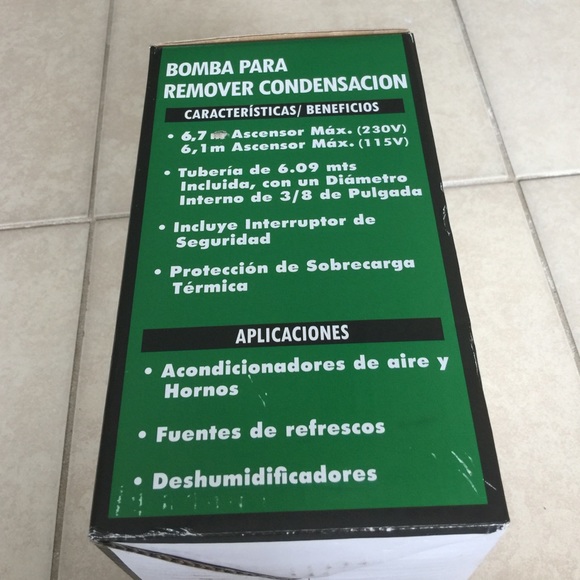 BOMBA PARA
REMOVER CONDENSACION
CARACTERÍSTICAS/ BENEFICIOS
• 6,7m Ascensor Máx. (230V)
6,1m Ascensor Máx. (115V)
• Tubería de 6.09 mts
Incluida, con un Diámetro
Interno de 3/8 de Pulgada
• Incluye Interruptor de
Seguridad
• Protección de Sobrecarga
Térmica
APLICACIONES
• Acondicionadores de aire y
Hornos
• Fuentes de refrescos
• Deshumidificadores